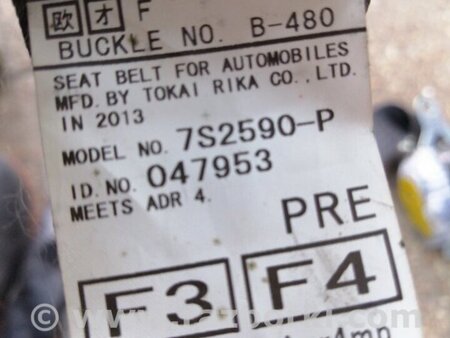 欧 オ F
BUCKLE NO. B-480
SEAT BELT FOR AUTOMOBILES
MFD. BY TOKAI RIKA CO., LTD.
IN 2013
MODEL NO. 7S2590-P
ID. NO. 047953
MEETS ADR 4.
PRE
F3 F4